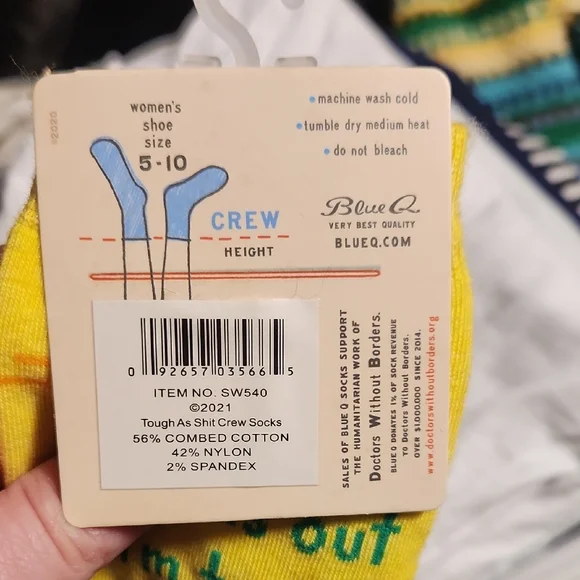 ©2020
women's
shoe
size
5-10
• machine wash cold
• tumble dry medium heat
• do not bleach
CREW
HEIGHT
Blue Q
VERY BEST QUALITY
BLUEQ.COM
0 92657 03566 5
ITEM NO. SW540
©2021
Tough As Shit Crew Socks
56% COMBED COTTON
42% NYLON
2% SPANDEX
SALES OF BLUE Q SOCKS SUPPORT
THE HUMANITARIAN WORK OF
Doctors Without Borders.
BLUE Q DONATES 1% OF SOCK REVENUE
TO Doctors Without Borders.
OVER $1,000,000 SINCE 2014.
www.doctorswithoutborders.org
out